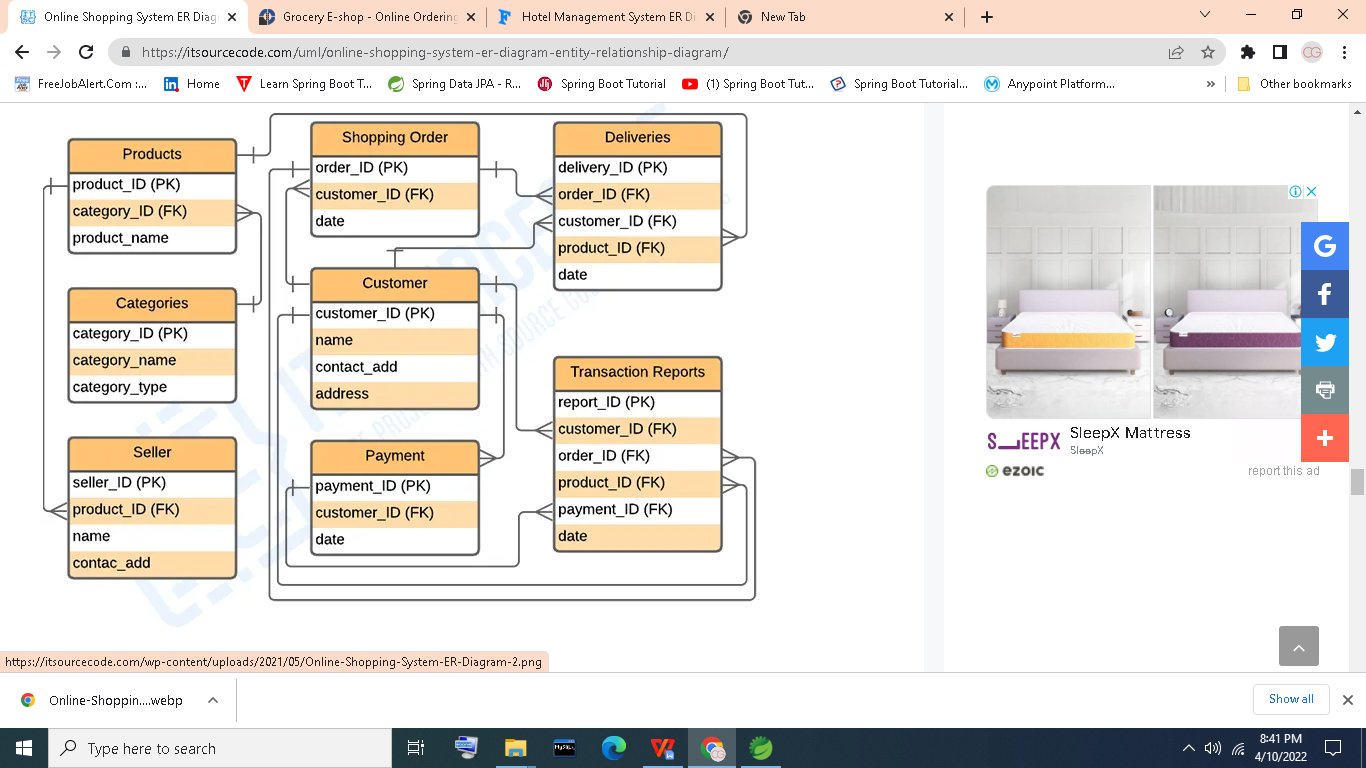 Online Shopping System ER Diag
Grocery E-shop - Online Ordering
Hotel Management System ER Di
New Tab
https://itsourcecode.com/uml/online-shopping-system-er-diagram-entity-relationship-diagram/
CG
FreeJobAlert.Com :...
Home
Learn Spring Boot T...
Spring Data JPA - R...
Spring Boot Tutorial
(1) Spring Boot Tut...
Spring Boot Tutorial...
Anypoint Platform...
»
Other bookmarks
Products
product_ID (PK)
category_ID (FK)
product_name
Categories
category_ID (PK)
category_name
category_type
Seller
seller_ID (PK)
product_ID (FK)
name
contac_add
Shopping Order
order_ID (PK)
customer_ID (FK)
date
Customer
customer_ID (PK)
name
contact_add
address
Payment
payment_ID (PK)
customer_ID (FK)
date
Deliveries
delivery_ID (PK)
order_ID (FK)
customer_ID (FK)
product_ID (FK)
date
Transaction Reports
report_ID (PK)
customer_ID (FK)
order_ID (FK)
product_ID (FK)
payment_ID (FK)
date
SLEEPX
SleepX Mattress
SleepX
ezoic
report this ad
https://itsourcecode.com/wp-content/uploads/2021/05/Online-Shopping-System-ER-Diagram-2.png
Online-Shoppin....webp
Show all
Type here to search
8:41 PM
4/10/2022